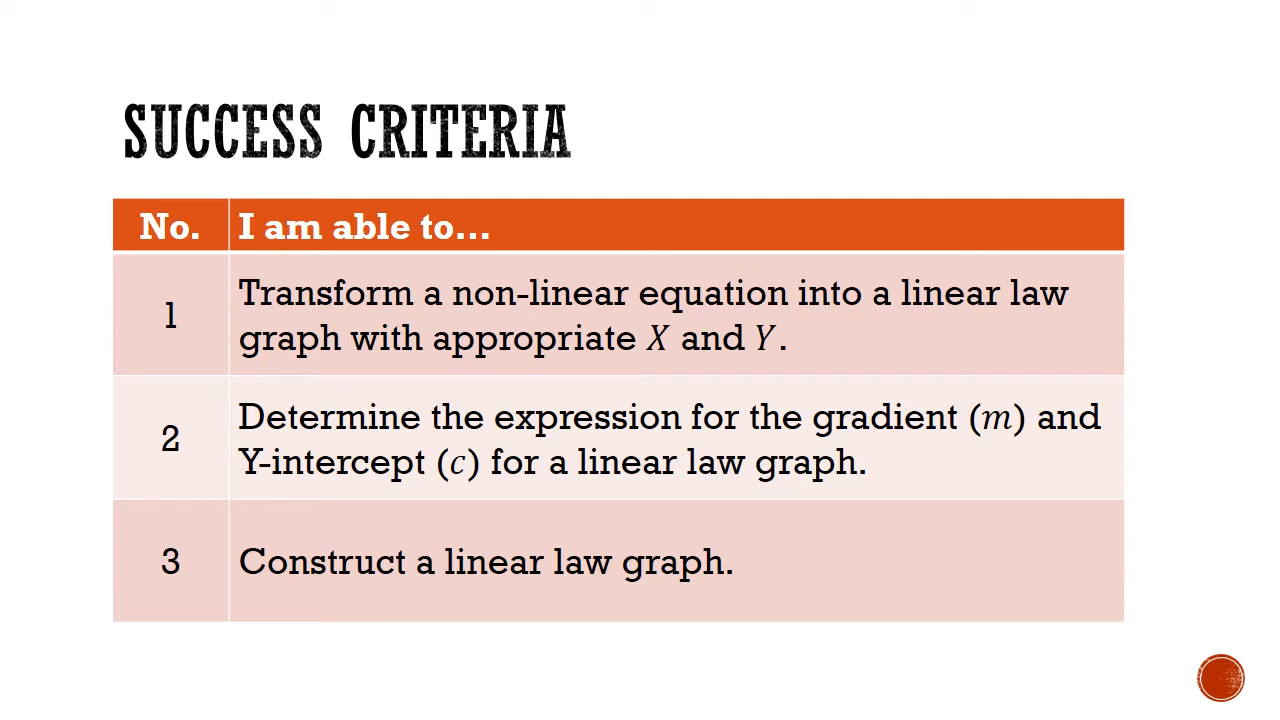 SUCCESS CRITERIA
No. I am able to...
1 Transform a non-linear equation into a linear law
graph with appropriate X and Y.
2 Determine the expression for the gradient (m) and
Y-intercept (c) for a linear law graph.
3 Construct a linear law graph.